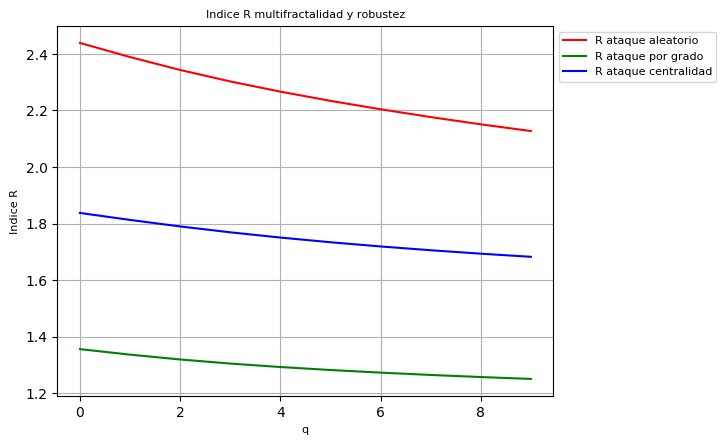 Indice R multifractalidad y robustez
R ataque aleatorio
R ataque por grado
R ataque centralidad
Indice R
2.4
2.2
2.0
1.8
1.6
1.4
1.2
0 2 4 6 8
q